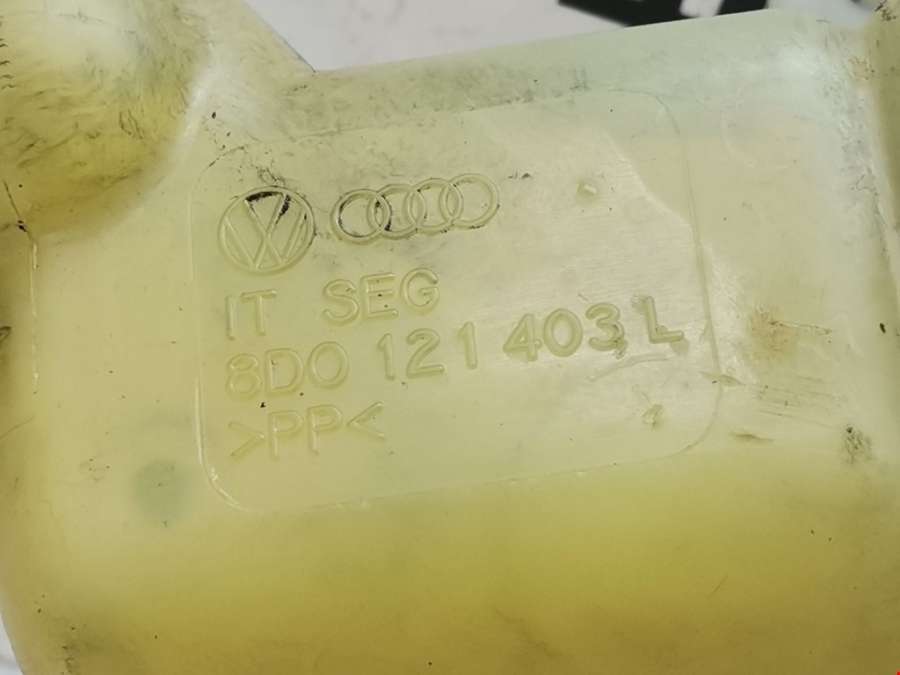 IT SEG
8D0 121 403 L
>PP<